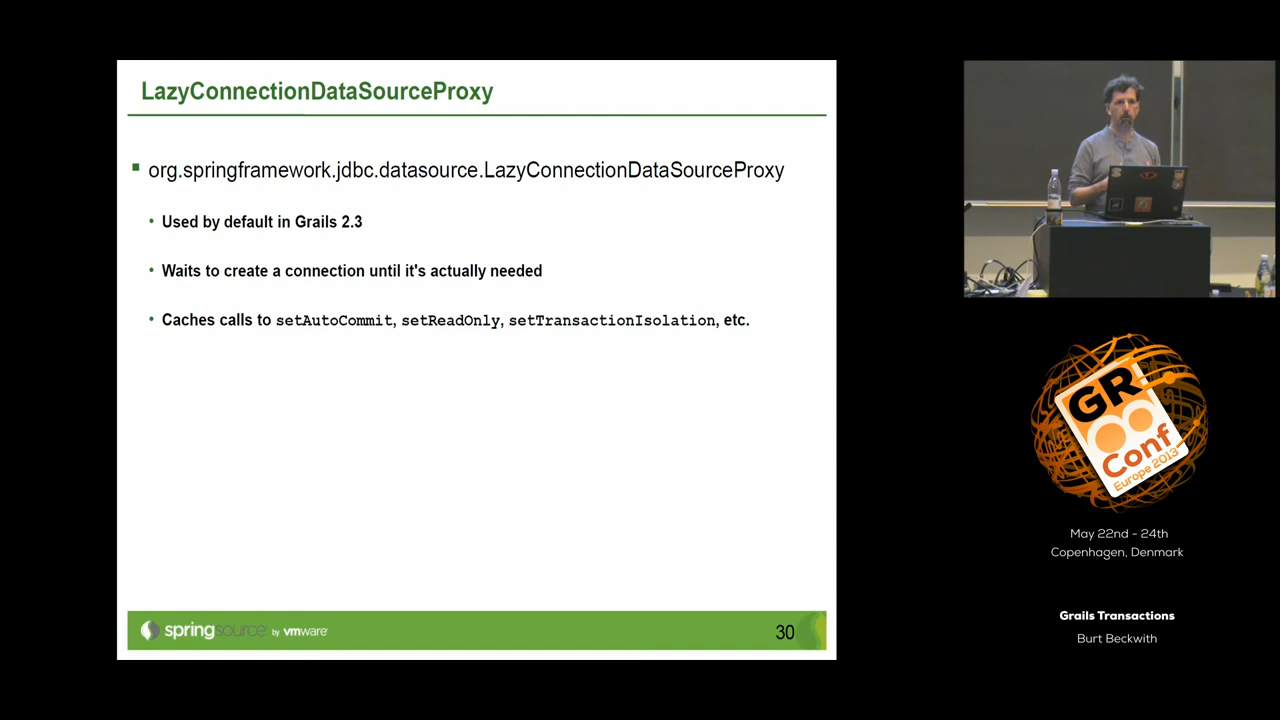 LazyConnectionDataSourceProxy
org.springframework.jdbc.datasource.LazyConnectionDataSourceProxy
Used by default in Grails 2.3
Waits to create a connection until it's actually needed
Caches calls to setAutoCommit, setReadOnly, setTransactionIsolation, etc.
springsource by vmware
30
GR8
Conf
Europe 2013
May 22nd - 24th
Copenhagen, Denmark
Grails Transactions
Burt Beckwith